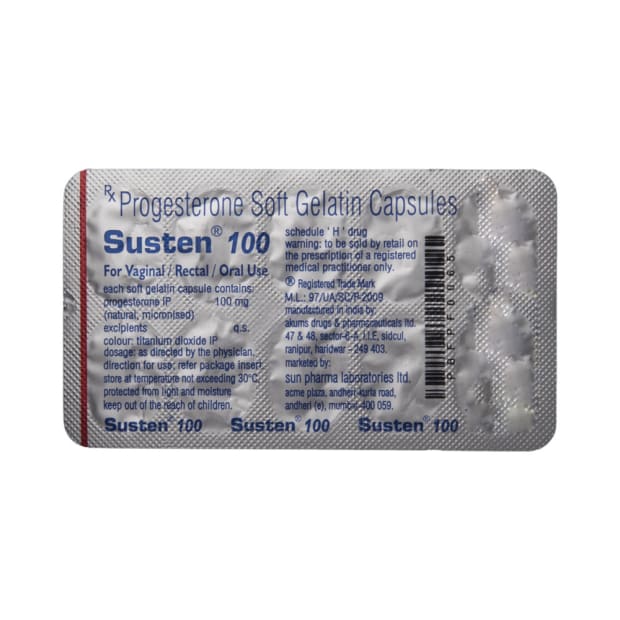 Rx Progesterone Soft Gelatin Capsules
Susten® 100
For Vaginal / Rectal / Oral Use
each soft gelatin capsule contains:
progesterone IP 100 mg.
(natural, micronised)
excipients q.s.
colour: titanium dioxide IP
dosage: as directed by the physician.
direction for use: refer package insert.
store at temperature not exceeding 30°C,
protected from light and moisture
keep out of the reach of children.
schedule ' H ' drug
warning: to be sold by retail on
the prescription of a registered
medical practitioner only.
® Registered Trade Mark
M.L.: 97/UA/SC/P-2009
manufactured in india by:
akums drugs & pharmaceuticals ltd.
47 & 48, sector-6-A, I.I.E, sidcul,
ranipur, haridwar - 249 403.
marketed by:
sun pharma laboratories ltd.
acme plaza, andheri-kurla road,
andheri (e), mumbai-400 059.
Susten® 100 Susten® 100 Susten® 100